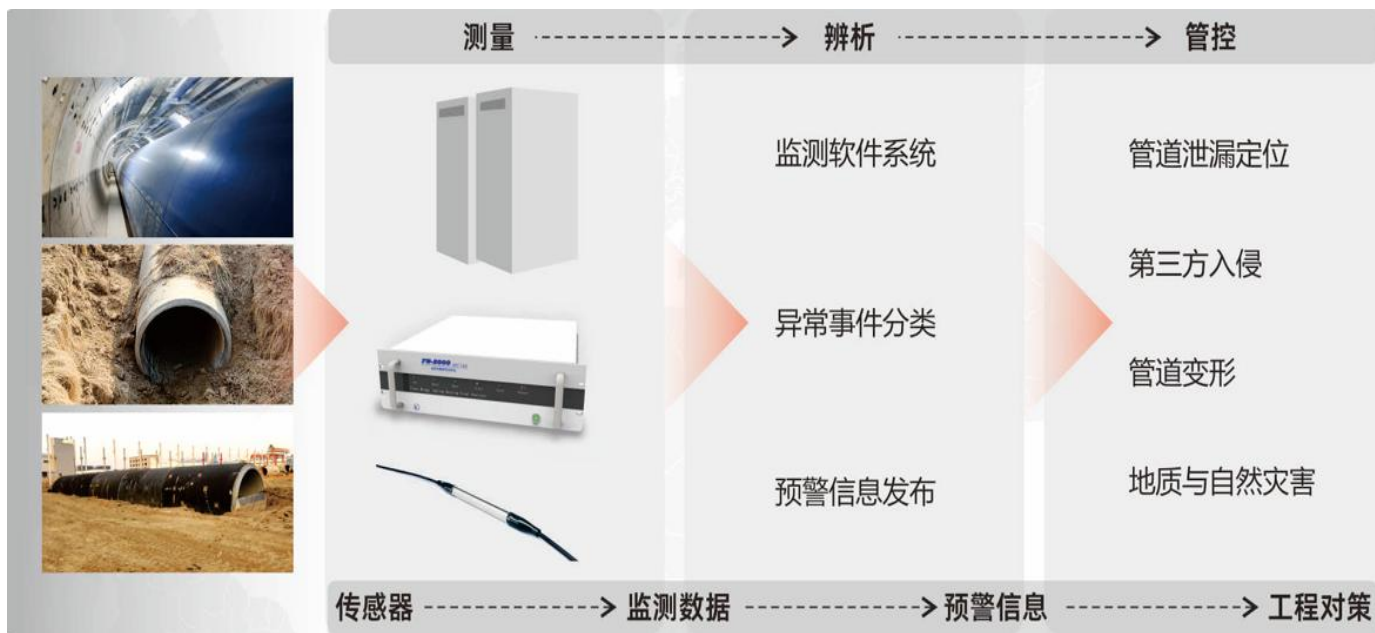 测量
辨析
管控
监测软件系统
管道泄漏定位
第三方入侵
异常事件分类
管道变形
预警信息发布
地质与自然灾害
传感器
监测数据
预警信息
工程对策